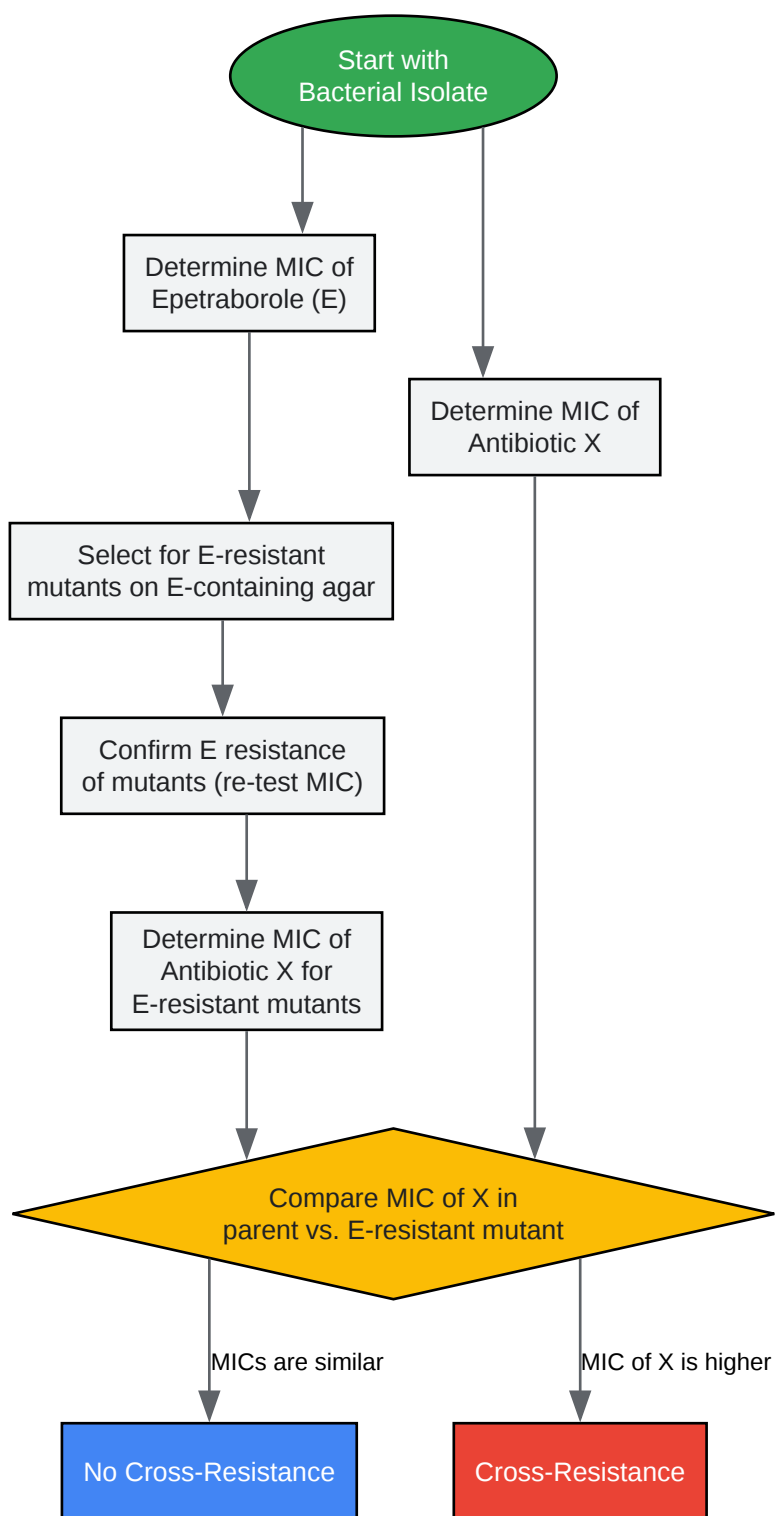 Start with
Bacterial Isolate
Determine MIC of
Epetraborole (E)
Determine MIC of
Antibiotic X
Select for E-resistant
mutants on E-containing agar
Confirm E resistance
of mutants (re-test MIC)
Determine MIC of
Antibiotic X for
E-resistant mutants
Compare MIC of X in
parent vs. E-resistant mutant
MICs are similar
MIC of X is higher
No Cross-Resistance
Cross-Resistance